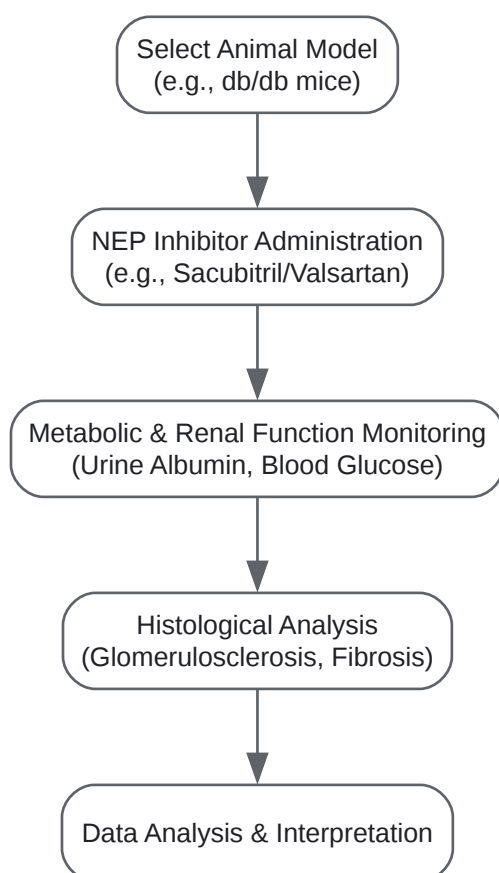 Select Animal Model
(e.g., db/db mice)
NEP Inhibitor Administration
(e.g., Sacubitril/Valsartan)
Metabolic & Renal Function Monitoring
(Urine Albumin, Blood Glucose)
Histological Analysis
(Glomerulosclerosis, Fibrosis)
Data Analysis & Interpretation